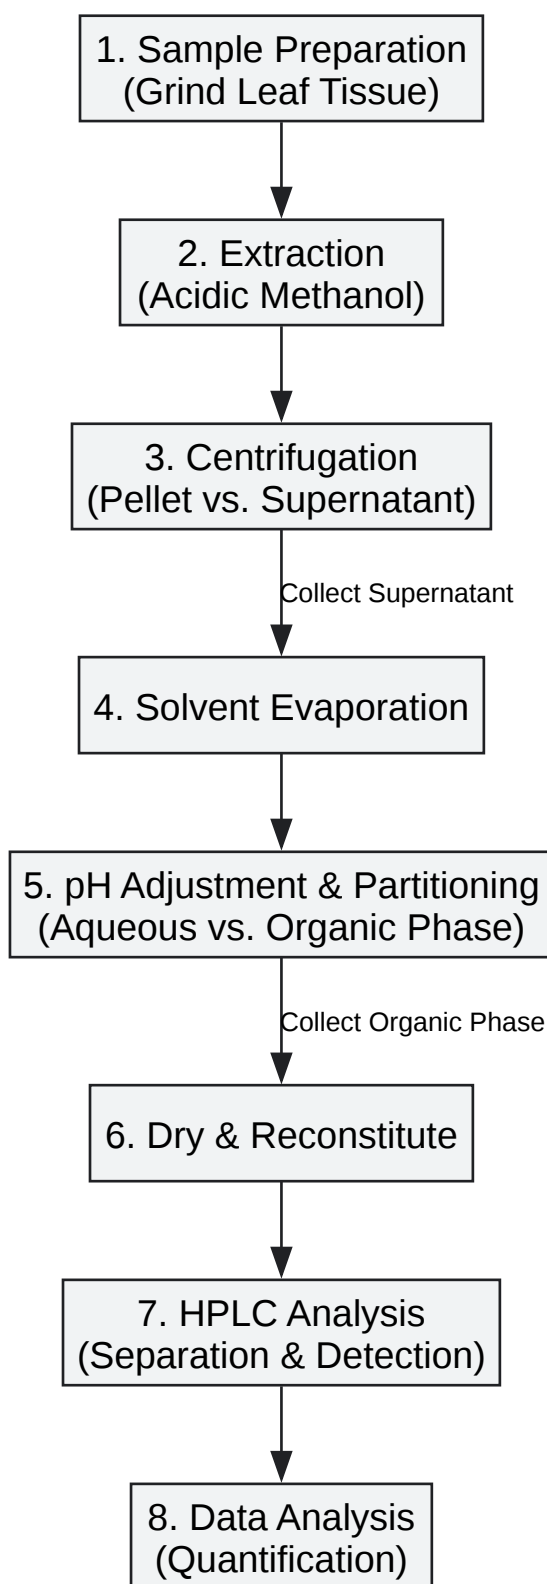 1. Sample Preparation
(Grind Leaf Tissue)
2. Extraction
(Acidic Methanol)
3. Centrifugation
(Pellet vs. Supernatant)
Collect Supernatant
4. Solvent Evaporation
5. pH Adjustment & Partitioning
(Aqueous vs. Organic Phase)
Collect Organic Phase
6. Dry & Reconstitute
7. HPLC Analysis
(Separation & Detection)
8. Data Analysis
(Quantification)